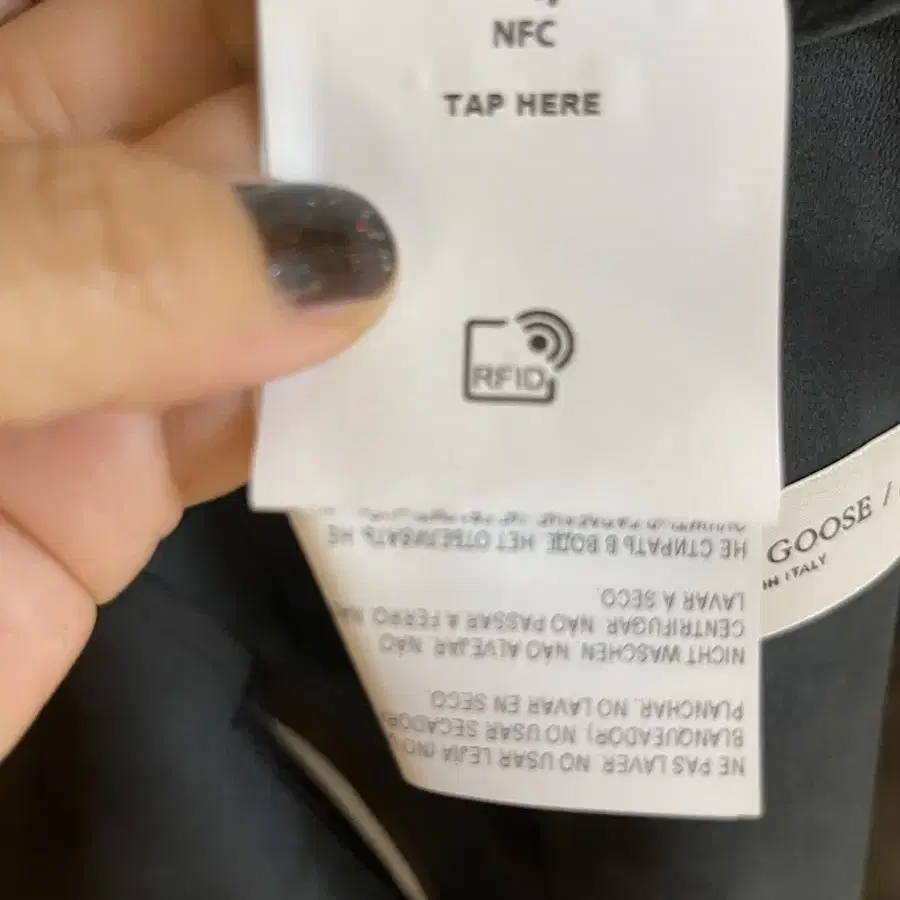 NFC
TAP HERE
RFID
GOOSE /
IN ITALY
NE PAS LAVER. NO USAR LEJIA (NO
BLANQUEADOR). NO USAR SECADOR
PLANCHAR. NO LAVAR EN SECO.
NICHT WASCHEN. NÃO ALVEJAR. NÃO
CENTRIFUGAR. NÃO PASSAR A FERRO. NÃ
LAVAR A SECO.
НЕ СТИРАТЬ В ВОДЕ. НЕТ ОТБЕЛИВАТЬ. НЕ